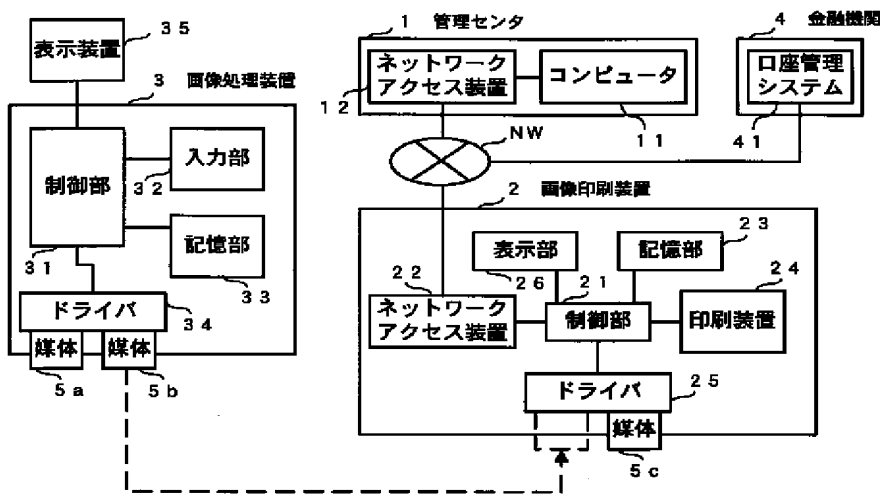 表示装置
３５
３
画像処理装置
制御部
３１
入力部
３２
記憶部
３３
ドライバ
３４
媒体
媒体
５ａ
５ｂ
１
管理センタ
ネットワーク
アクセス装置
１２
コンピュータ
１１
４
金融機関
口座管理
システム
４１
ＮＷ
２
画像印刷装置
表示部
２６
記憶部
２３
２２
ネットワーク
アクセス装置
２１
制御部
２４
印刷装置
ドライバ
２５
媒体
５ｃ